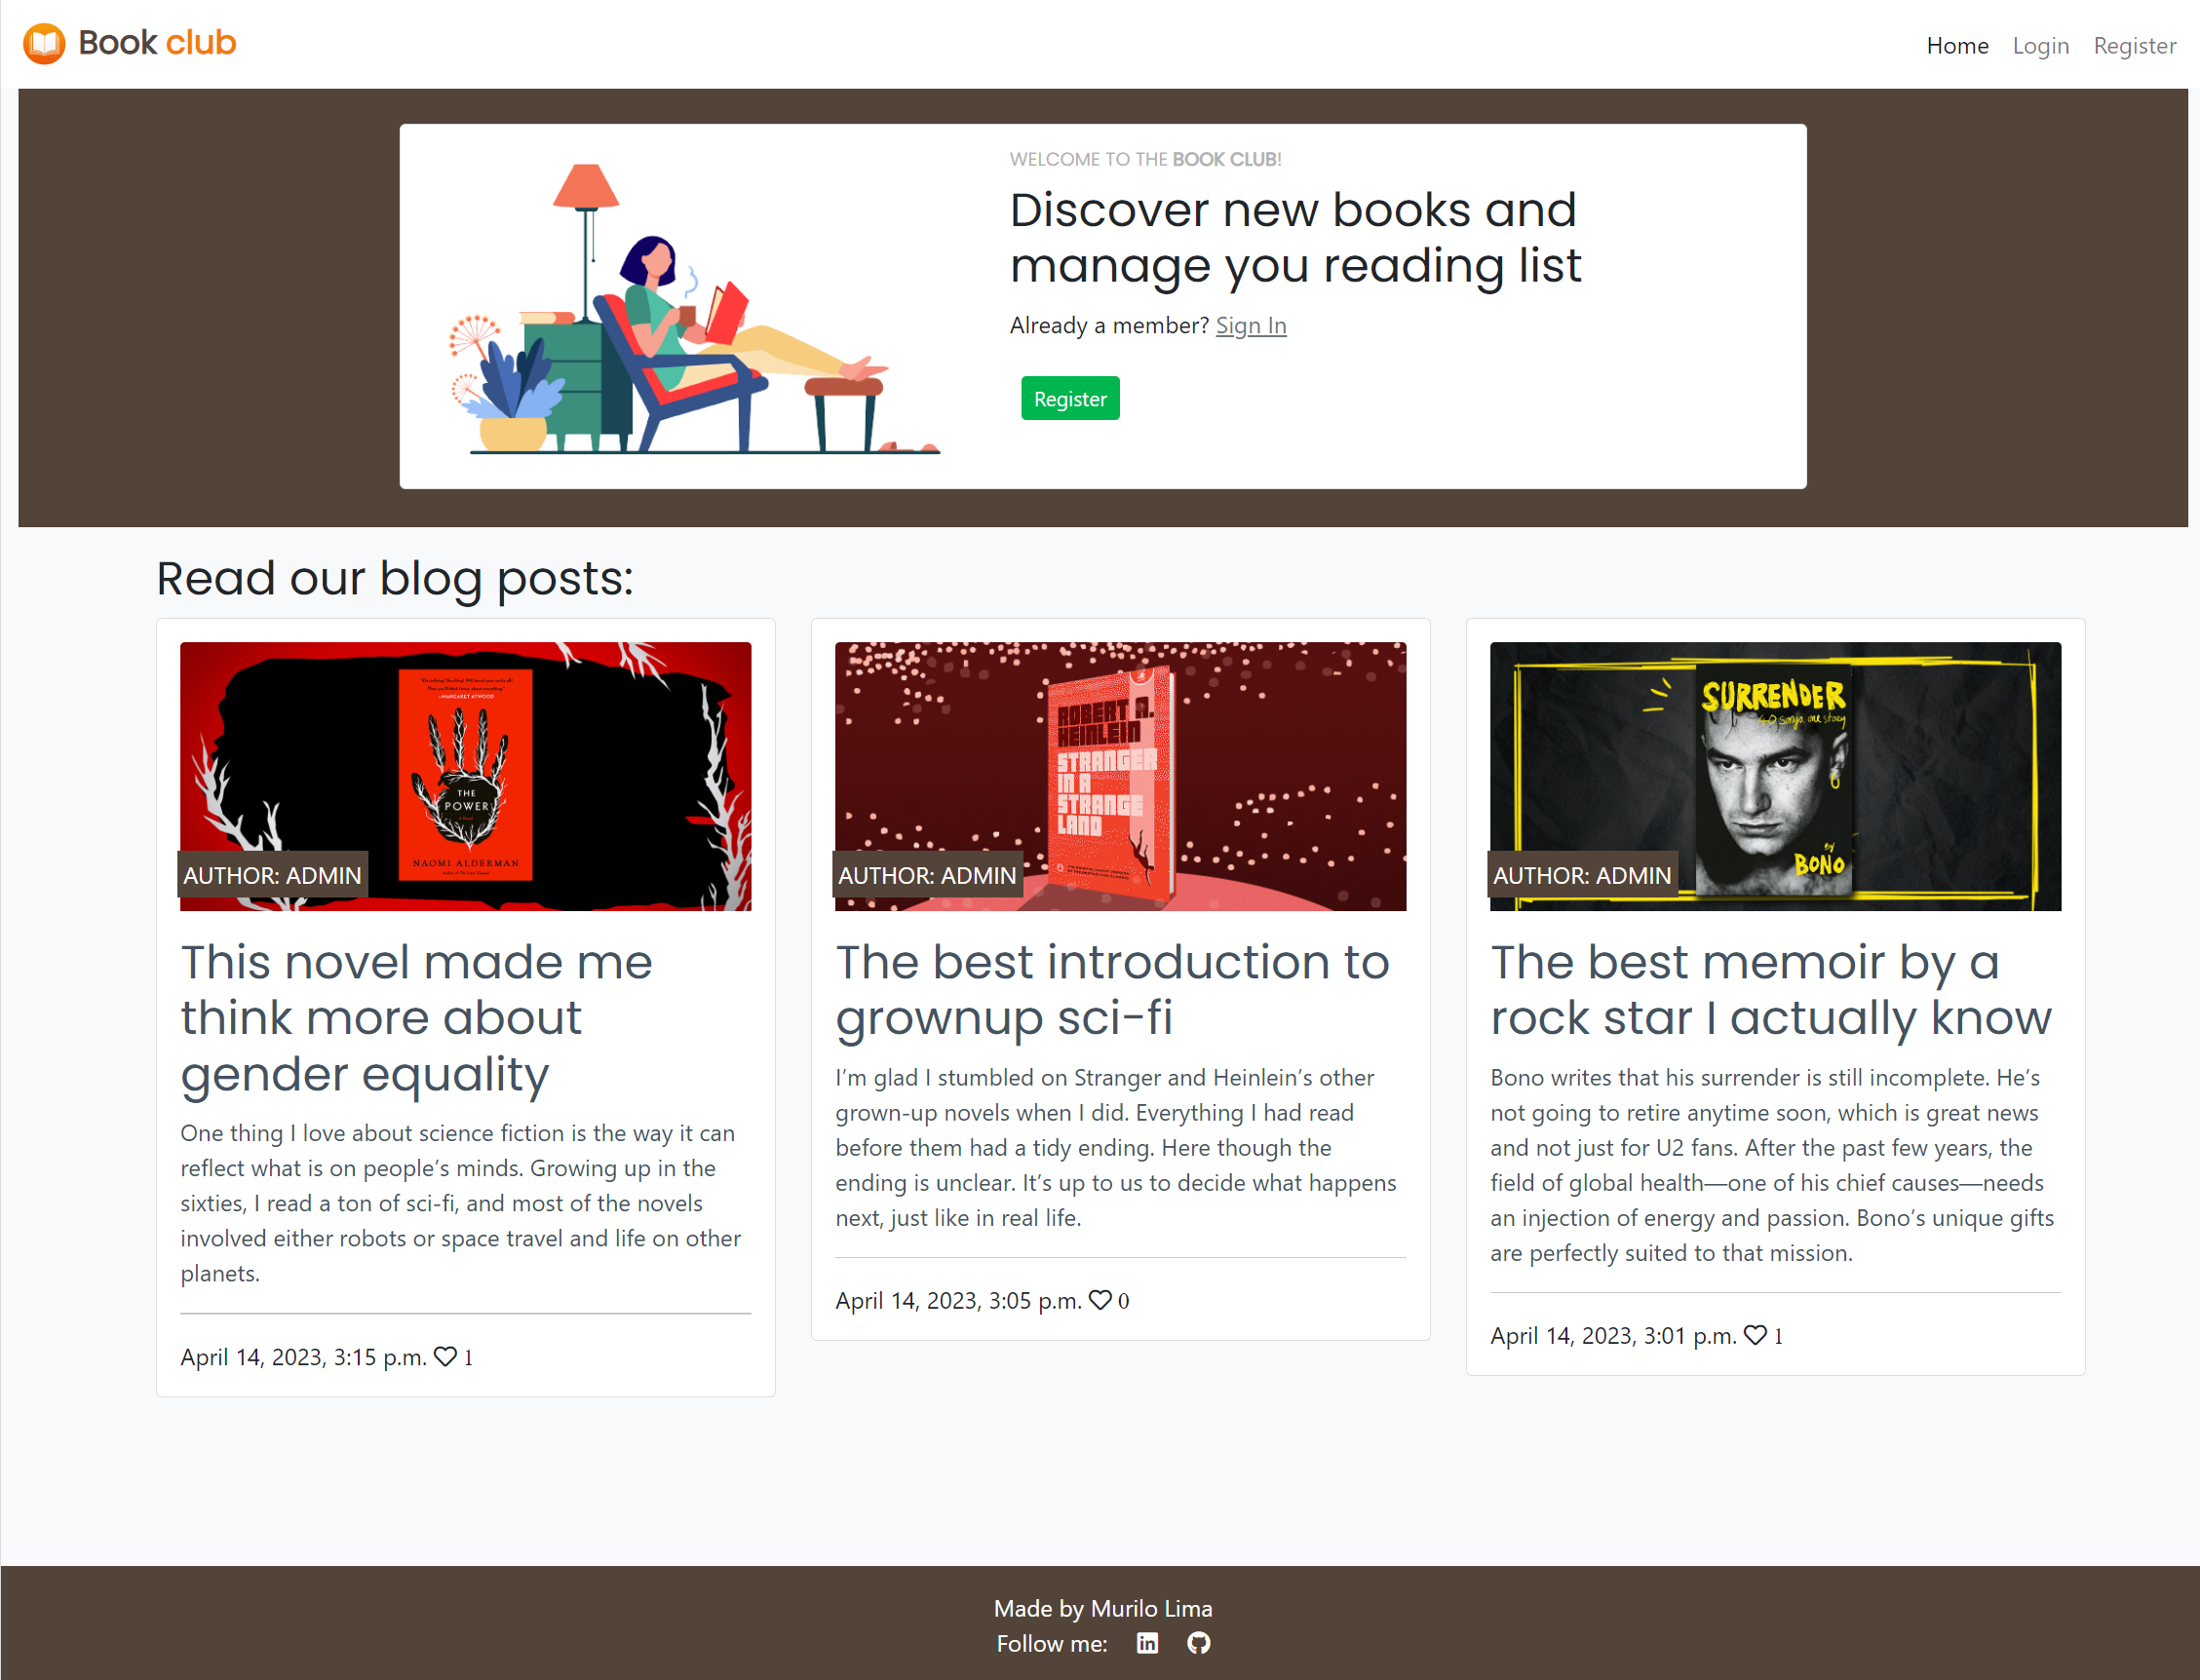 Book club
Home Login Register
WELCOME TO THE BOOK CLUB!
Discover new books and
manage you reading list
Already a member? Sign In
Register
Read our blog posts:
—MARGARET ATWOOD
THE
POWER
NAOMI ALDERMAN
AUTHOR: ADMIN
This novel made me
think more about
gender equality
One thing I love about science fiction is the way it can
reflect what is on people’s minds. Growing up in the
sixties, I read a ton of sci-fi, and most of the novels
involved either robots or space travel and life on other
planets.
April 14, 2023, 3:15 p.m. 1
ROBERT A.
HEINLEIN
STRANGER
IN A
STRANGE
LAND
AUTHOR: ADMIN
The best introduction to
grownup sci-fi
I’m glad I stumbled on Stranger and Heinlein’s other
grown-up novels when I did. Everything I had read
before them had a tidy ending. Here though the
ending is unclear. It’s up to us to decide what happens
next, just like in real life.
April 14, 2023, 3:05 p.m. 0
SURRENDER
40 songs, one story
by
BONO
AUTHOR: ADMIN
The best memoir by a
rock star I actually know
Bono writes that his surrender is still incomplete. He’s
not going to retire anytime soon, which is great news
and not just for U2 fans. After the past few years, the
field of global health—one of his chief causes—needs
an injection of energy and passion. Bono’s unique gifts
are perfectly suited to that mission.
April 14, 2023, 3:01 p.m. 1
Made by Murilo Lima
Follow me: